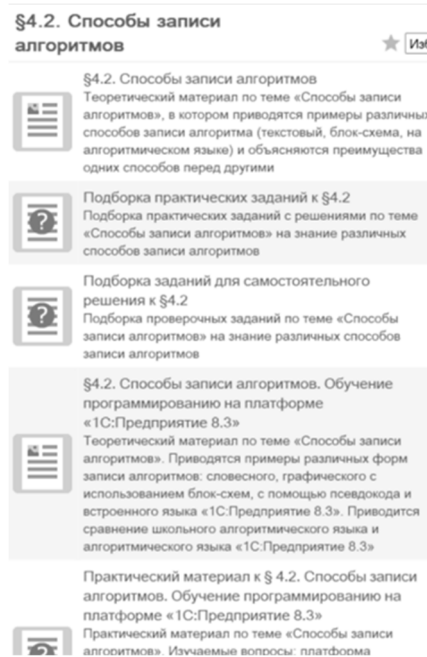 §4.2. Способы записи
алгоритмов
Изб
§4.2. Способы записи алгоритмов
Теоретический материал по теме «Способы записи
алгоритмов», в котором приводятся примеры различных
способов записи алгоритма (текстовый, блок-схема, на
алгоритмическом языке) и объясняются преимущества
одних способов перед другими
Подборка практических заданий к §4.2
Подборка практических заданий с решениями по теме
«Способы записи алгоритмов» на знание различных
способов записи алгоритмов
Подборка заданий для самостоятельного
решения к §4.2
Подборка проверочных заданий по теме «Способы
записи алгоритмов» на знание различных способов
записи алгоритмов
§4.2. Способы записи алгоритмов. Обучение
программированию на платформе
«1С:Предприятие 8.3»
Теоретический материал по теме «Способы записи
алгоритмов». Приводятся примеры различных форм
записи алгоритмов: словесного, графического с
использованием блок-схем, с помощью псевдокода и
встроенного языка «1С:Предприятие 8.3». Приводится
сравнение школьного алгоритмического языка и
алгоритмического языка «1С:Предприятие 8.3»
Практический материал к § 4.2. Способы записи
алгоритмов. Обучение программированию на
платформе «1С:Предприятие 8.3»
Практический материал по теме «Способы записи
алгоритмов». Изучаемые вопросы: платформа